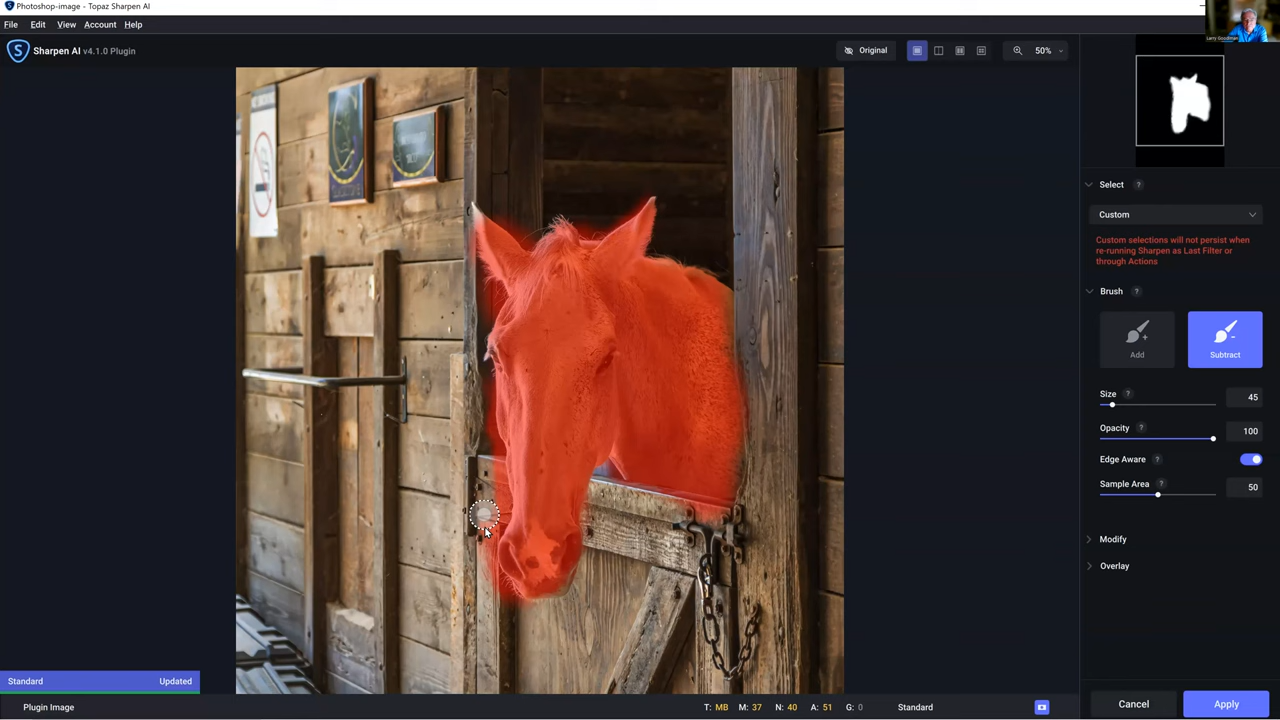 Photoshop-image - Topaz Sharpen AI
File Edit View Account Help
Sharpen AI v4.1.0 Plugin
Original
50%
Larry Goodman
Select ?
Custom
Custom selections will not persist when
re-running Sharpen as Last Filter or
through Actions
Brush ?
Add
Subtract
Size ? 45
Opacity ? 100
Edge Aware ?
Sample Area ? 50
Modify
Overlay
Standard Updated
Plugin Image
T: MB M: 37 N: 40 A: 51 G: 0 Standard
Cancel
Apply